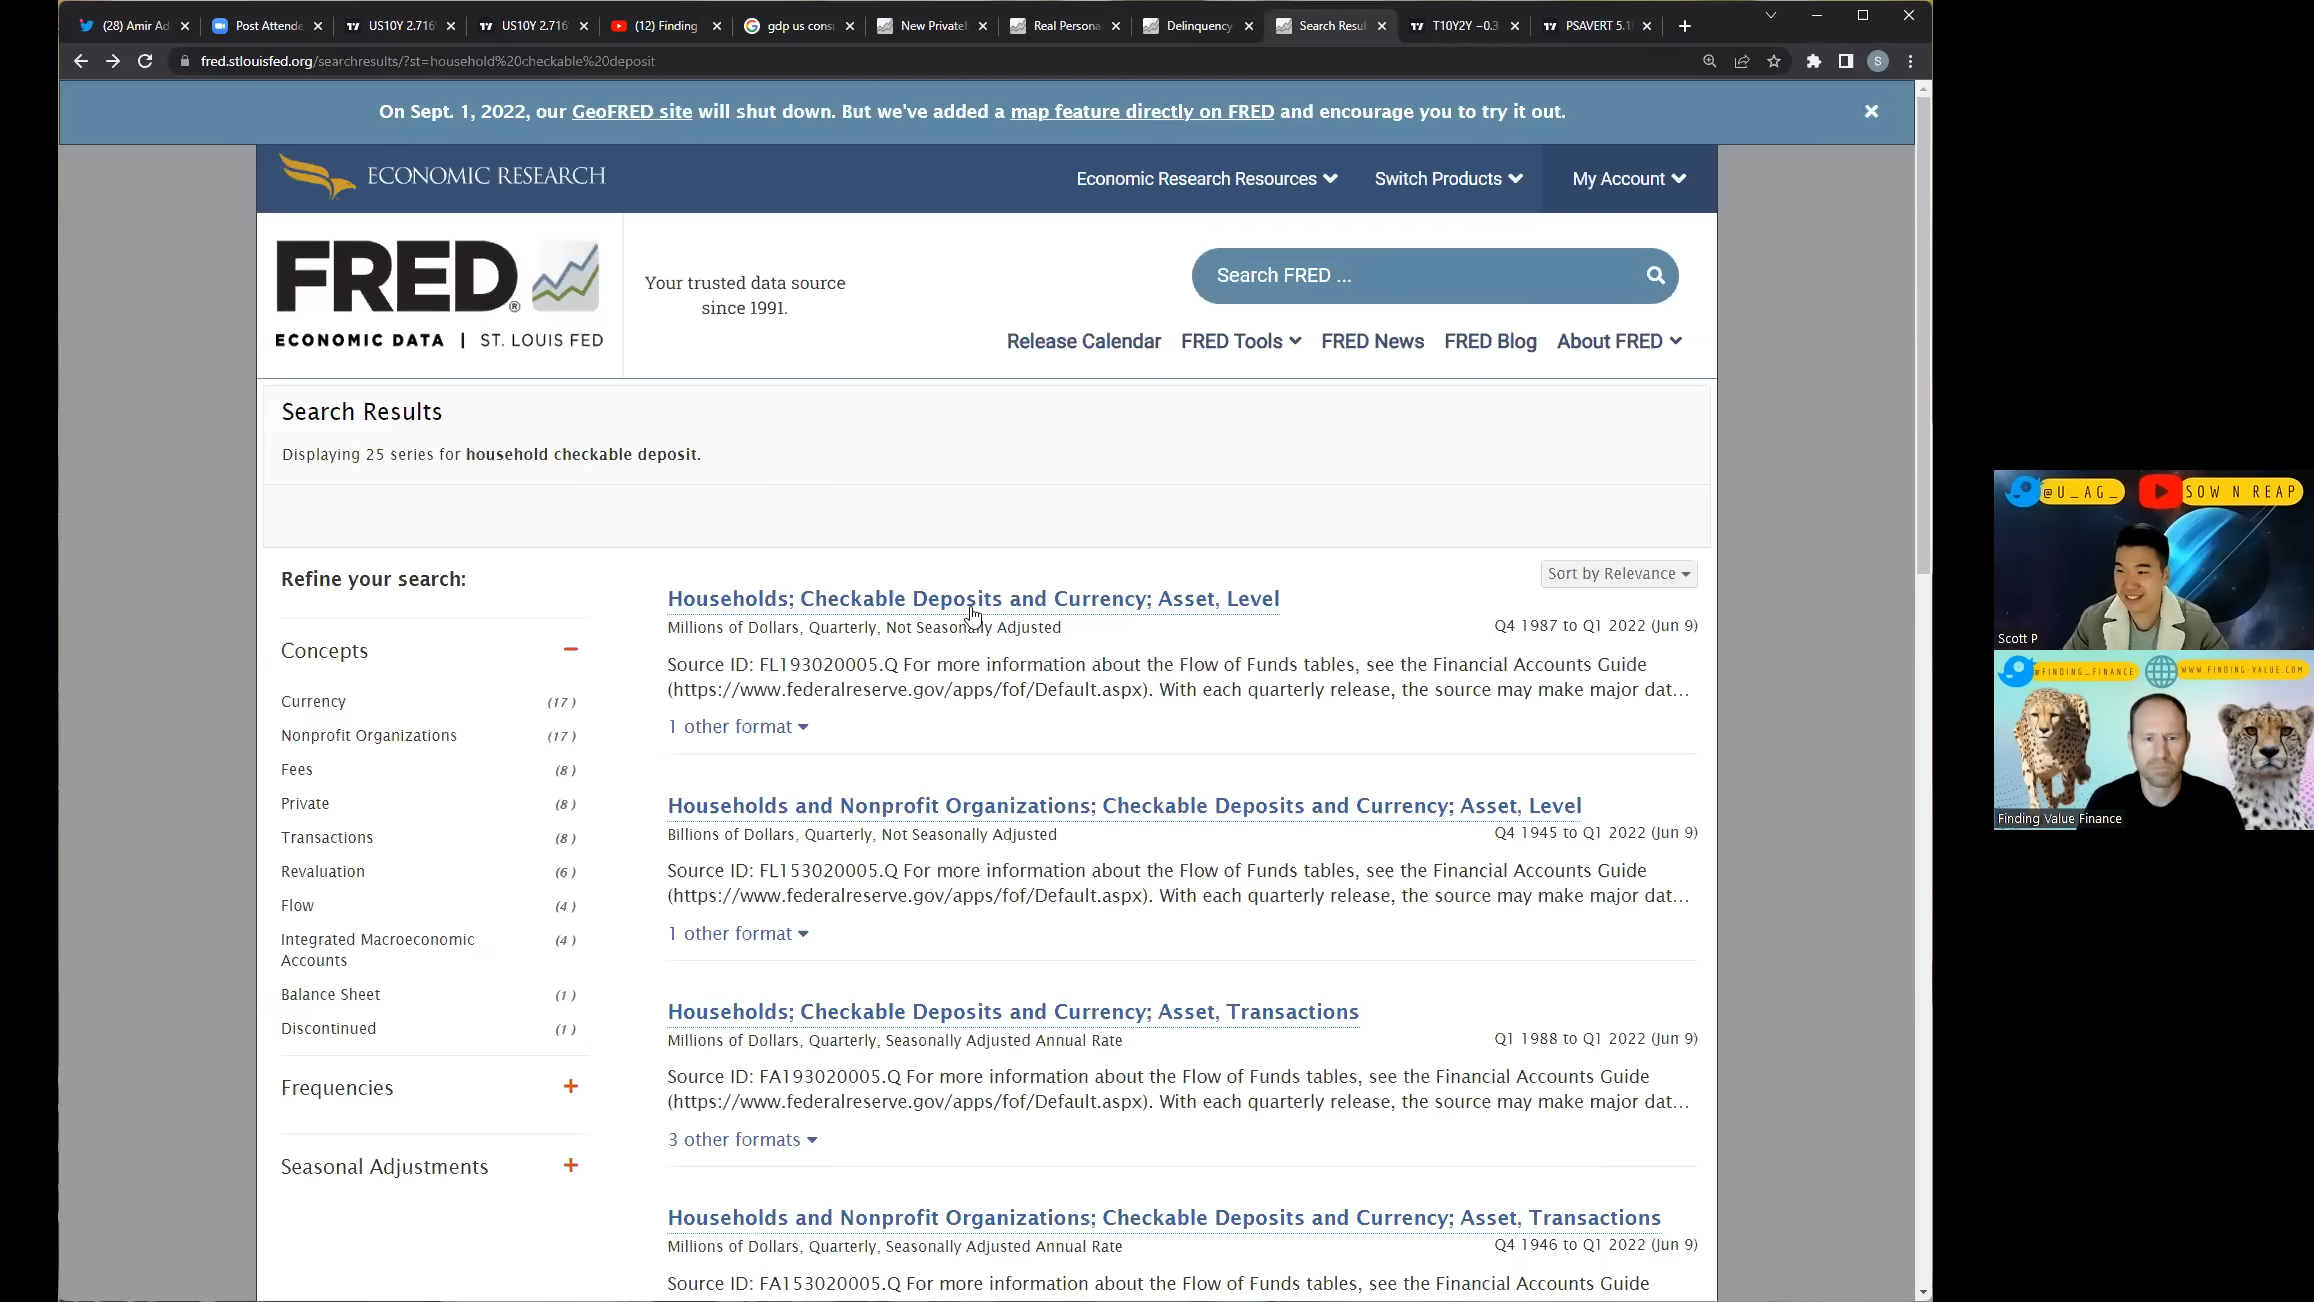 (28) Amir Ad
Post Attende
US10Y 2.716
US10Y 2.716
(12) Finding
gdp us cons
New Privatel
Real Persona
Delinquency
Search Resul
T10Y2Y −0.3
PSAVERT 5.1
fred.stlouisfed.org/searchresults/?st=household%20checkable%20deposit
S
On Sept. 1, 2022, our GeoFRED site will shut down. But we've added a map feature directly on FRED and encourage you to try it out.
ECONOMIC RESEARCH
Economic Research Resources
Switch Products
My Account
FRED®
ECONOMIC DATA | ST. LOUIS FED
Your trusted data source
since 1991.
Search FRED ...
Release Calendar
FRED Tools
FRED News
FRED Blog
About FRED
Search Results
Displaying 25 series for household checkable deposit.
Refine your search:
Concepts
Currency (17)
Nonprofit Organizations (17)
Fees (8)
Private (8)
Transactions (8)
Revaluation (6)
Flow (4)
Integrated Macroeconomic (4)
Accounts
Balance Sheet (1)
Discontinued (1)
Frequencies
Seasonal Adjustments
Sort by Relevance
Households; Checkable Deposits and Currency; Asset, Level
Millions of Dollars, Quarterly, Not Seasonally Adjusted
Q4 1987 to Q1 2022 (Jun 9)
Source ID: FL193020005.Q For more information about the Flow of Funds tables, see the Financial Accounts Guide
(https://www.federalreserve.gov/apps/fof/Default.aspx). With each quarterly release, the source may make major dat...
1 other format
Households and Nonprofit Organizations; Checkable Deposits and Currency; Asset, Level
Billions of Dollars, Quarterly, Not Seasonally Adjusted
Q4 1945 to Q1 2022 (Jun 9)
Source ID: FL153020005.Q For more information about the Flow of Funds tables, see the Financial Accounts Guide
(https://www.federalreserve.gov/apps/fof/Default.aspx). With each quarterly release, the source may make major dat...
1 other format
Households; Checkable Deposits and Currency; Asset, Transactions
Millions of Dollars, Quarterly, Seasonally Adjusted Annual Rate
Q1 1988 to Q1 2022 (Jun 9)
Source ID: FA193020005.Q For more information about the Flow of Funds tables, see the Financial Accounts Guide
(https://www.federalreserve.gov/apps/fof/Default.aspx). With each quarterly release, the source may make major dat...
3 other formats
Households and Nonprofit Organizations; Checkable Deposits and Currency; Asset, Transactions
Millions of Dollars, Quarterly, Seasonally Adjusted Annual Rate
Q4 1946 to Q1 2022 (Jun 9)
Source ID: FA153020005.Q For more information about the Flow of Funds tables, see the Financial Accounts Guide
@U_AG_
SOW N REAP
Scott P
@FINDING_FINANCE
WWW.FINDING-VALUE.COM
Finding Value Finance